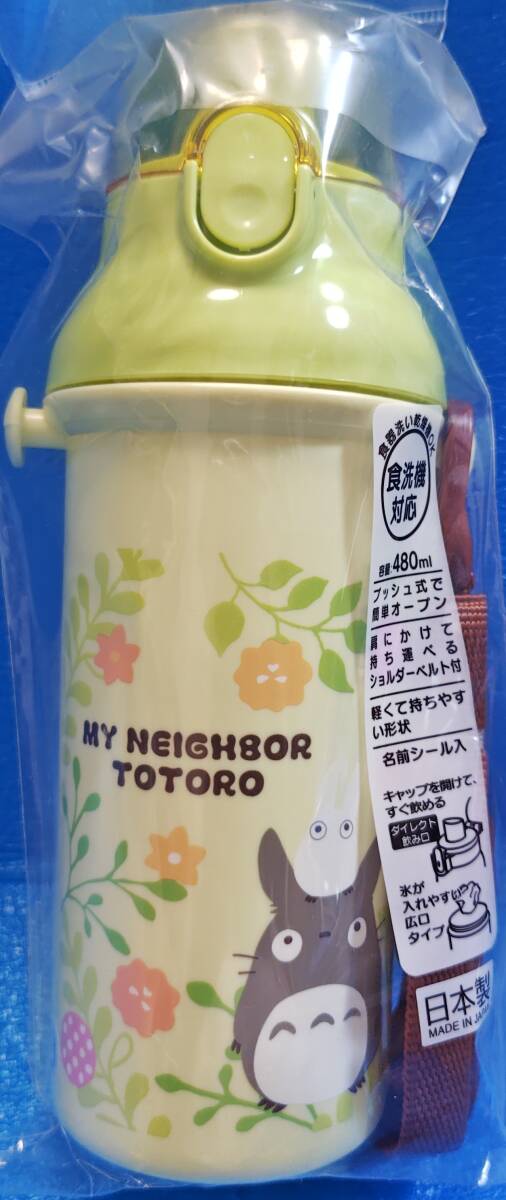 食器洗い乾燥機OK
食洗機
対応
容量:480ml
プッシュ式で
簡単オープン
肩にかけて
持ち運べる
ショルダーベルト付
軽くて持ちやす
い形状
名前シール入
キャップを開けて、
すぐ飲める
ダイレクト
飲み口
氷が
入れやすい
広口
タイプ
日本製
MADE IN JAPAN
MY NEIGHBOR
TOTORO